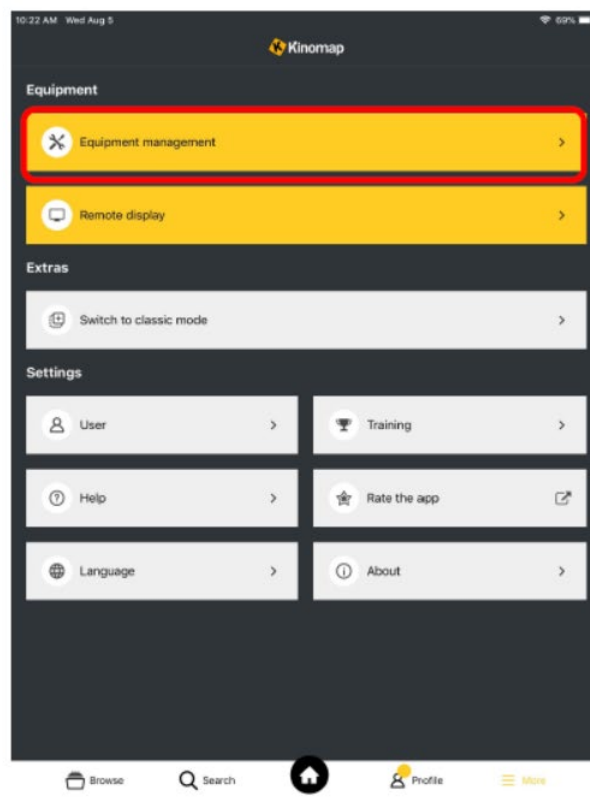 10:22 AM Wed Aug 5 69%
Kinomap
Equipment
Equipment management
Remote display
Extras
Switch to classic mode
Settings
User Training
Help Rate the app
Language About
Browse Search Profile More